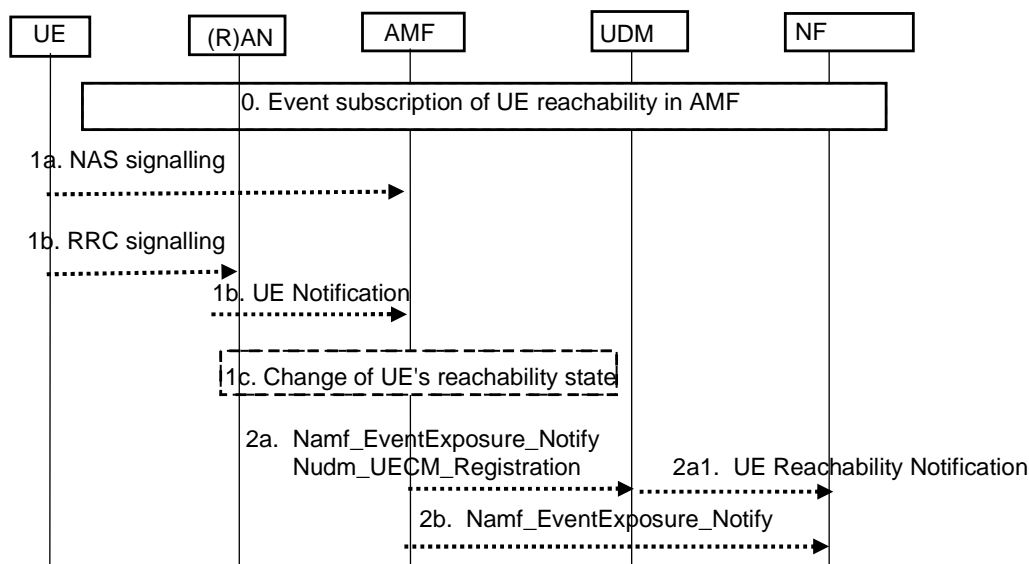 UE (R)AN AMF UDM NF
0. Event subscription of UE reachability in AMF
1a. NAS signalling
1b. RRC signalling
1b. UE Notification
1c. Change of UE's reachability state
2a. Namf_EventExposure_Notify
Nudm_UECM_Registration
2a1. UE Reachability Notification
2b. Namf_EventExposure_Notify